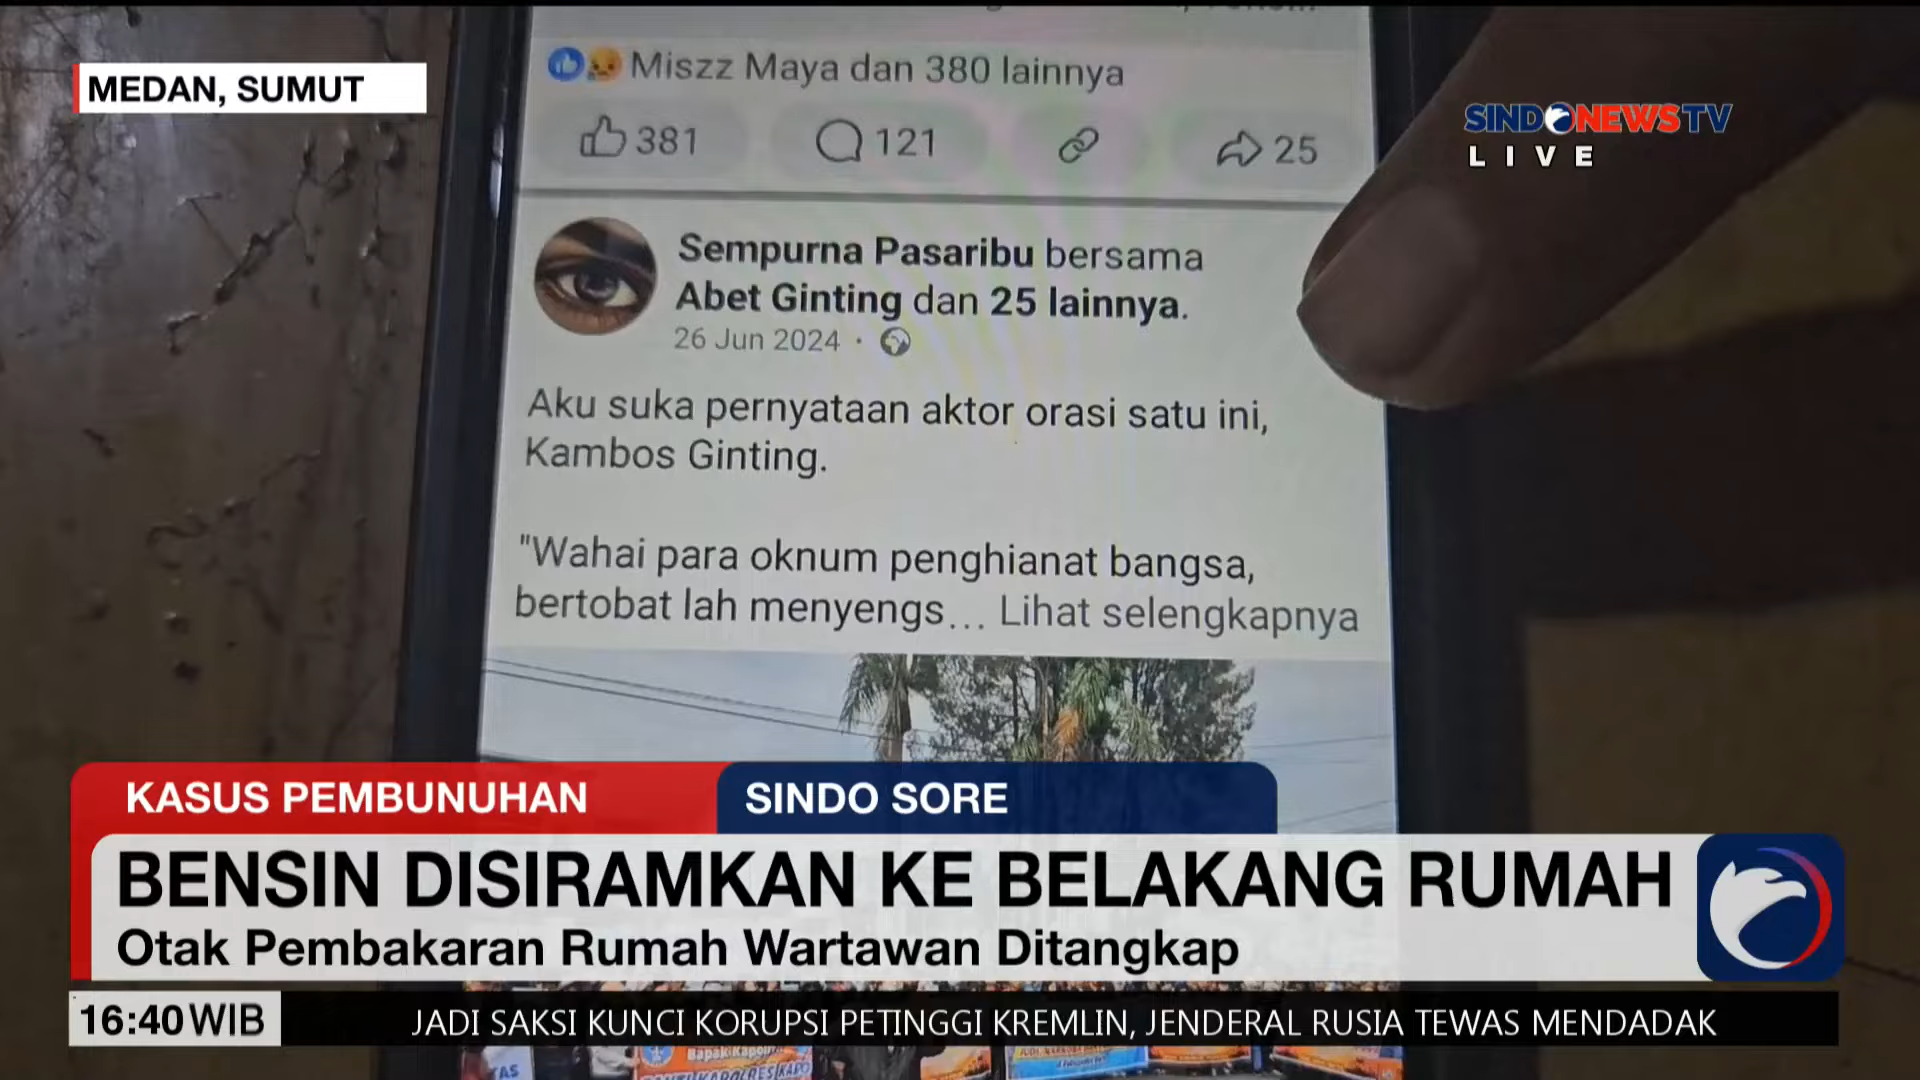 Miszz Maya dan 380 lainnya
MEDAN, SUMUT
SINDONEWSTV
LIVE
381
121
25
Sempurna Pasaribu bersama
Abet Ginting dan 25 lainnya.
26 Jun 2024 ·
Aku suka pernyataan aktor orasi satu ini,
Kambos Ginting.
"Wahai para oknum penghianat bangsa,
bertobat lah menyengs... Lihat selengkapnya
KASUS PEMBUNUHAN
SINDO SORE
BENSIN DISIRAMKAN KE BELAKANG RUMAH
Otak Pembakaran Rumah Wartawan Ditangkap
16:40 WIB
JADI SAKSI KUNCI KORUPSI PETINGGI KREMLIN, JENDERAL RUSIA TEWAS MENDADAK